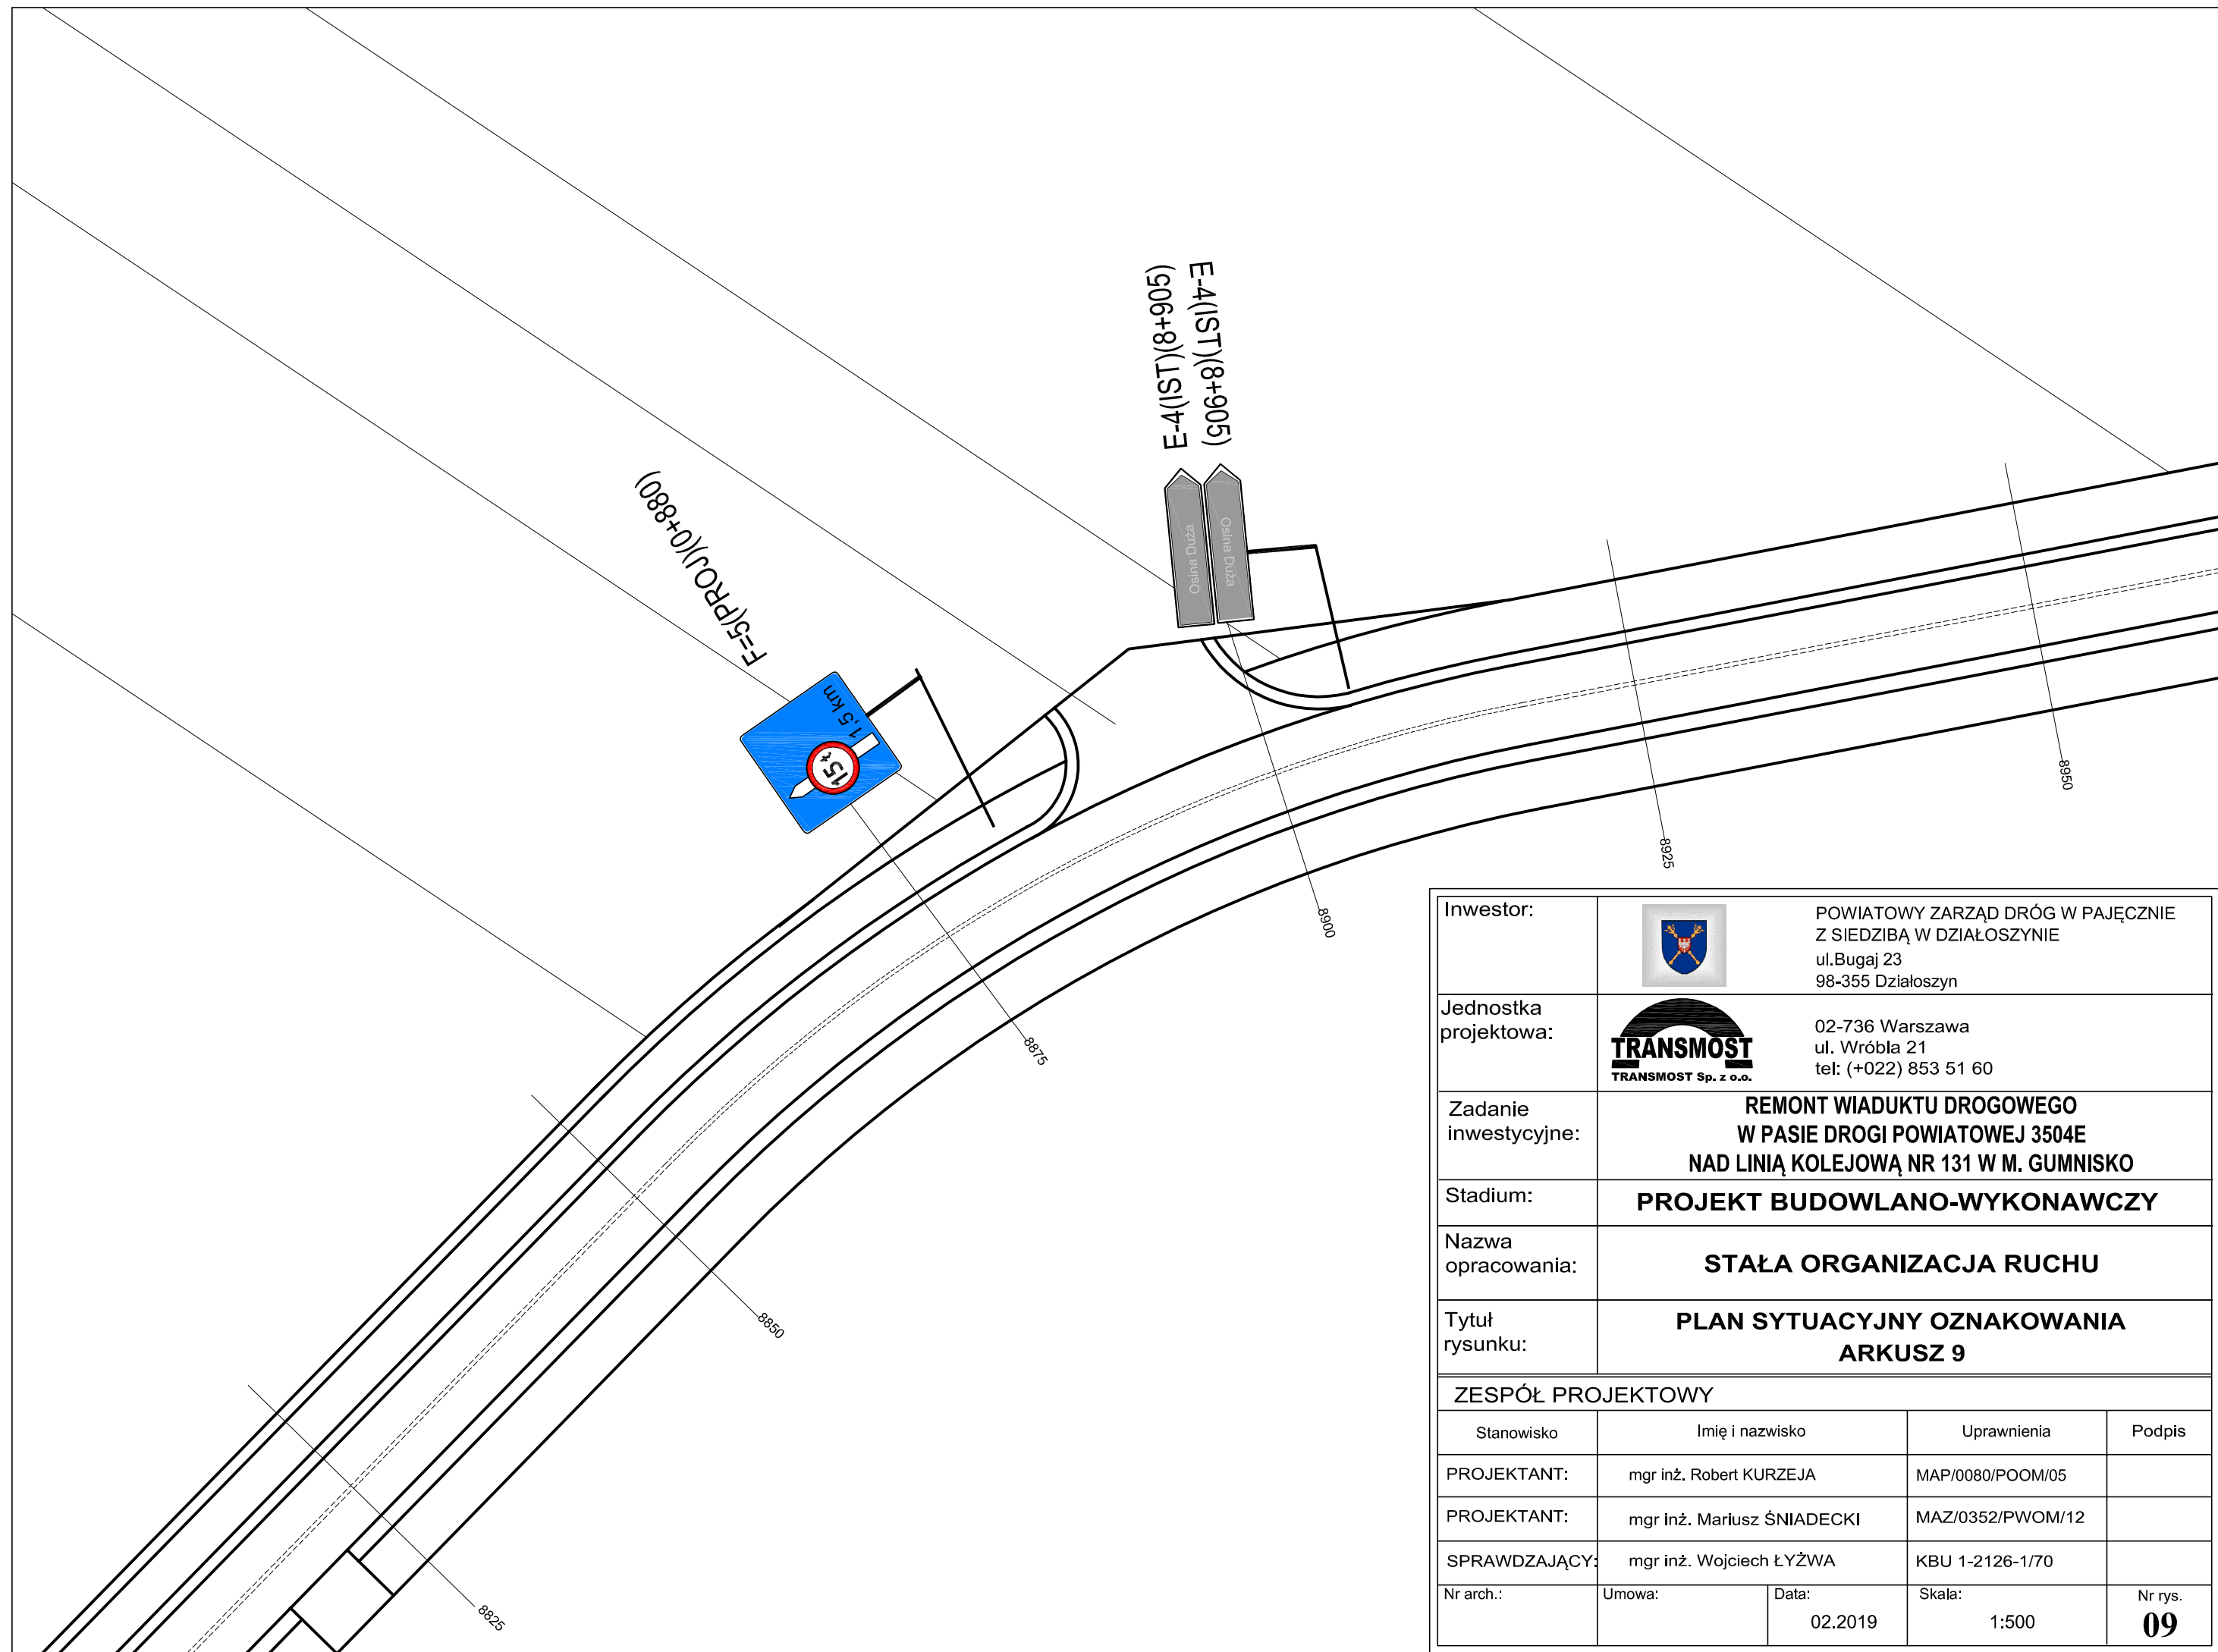 E-4(IST)(8+905)
E-4(IST)(8+905)
Osina Duża
Osina Duża
F=5(PROJ)(0+880)
1,5 km
15t
8950
8925
8900
8875
8850
8825
Inwestor:
POWIATOWY ZARZĄD DRÓG W PAJĘCZNIE
Z SIEDZIBĄ W DZIAŁOSZYNIE
ul.Bugaj 23
98-355 Działoszyn
Jednostka
projektowa:
TRANSMOST
TRANSMOST Sp. z o.o.
02-736 Warszawa
ul. Wróbla 21
tel: (+022) 853 51 60
Zadanie
inwestycyjne:
REMONT WIADUKTU DROGOWEGO
W PASIE DROGI POWIATOWEJ 3504E
NAD LINIĄ KOLEJOWĄ NR 131 W M. GUMNISKO
Stadium:
PROJEKT BUDOWLANO-WYKONAWCZY
Nazwa
opracowania:
STAŁA ORGANIZACJA RUCHU
Tytuł
rysunku:
PLAN SYTUACYJNY OZNAKOWANIA
ARKUSZ 9
ZESPÓŁ PROJEKTOWY
Stanowisko Imię i nazwisko Uprawnienia Podpis
PROJEKTANT: mgr inż. Robert KURZEJA MAP/0080/POOM/05
PROJEKTANT: mgr inż. Mariusz ŚNIADECKI MAZ/0352/PWOM/12
SPRAWDZAJĄCY: mgr inż. Wojciech ŁYŻWA KBU 1-2126-1/70
Nr arch.: Umowa: Data: Skala: Nr rys.
02.2019 1:500 09